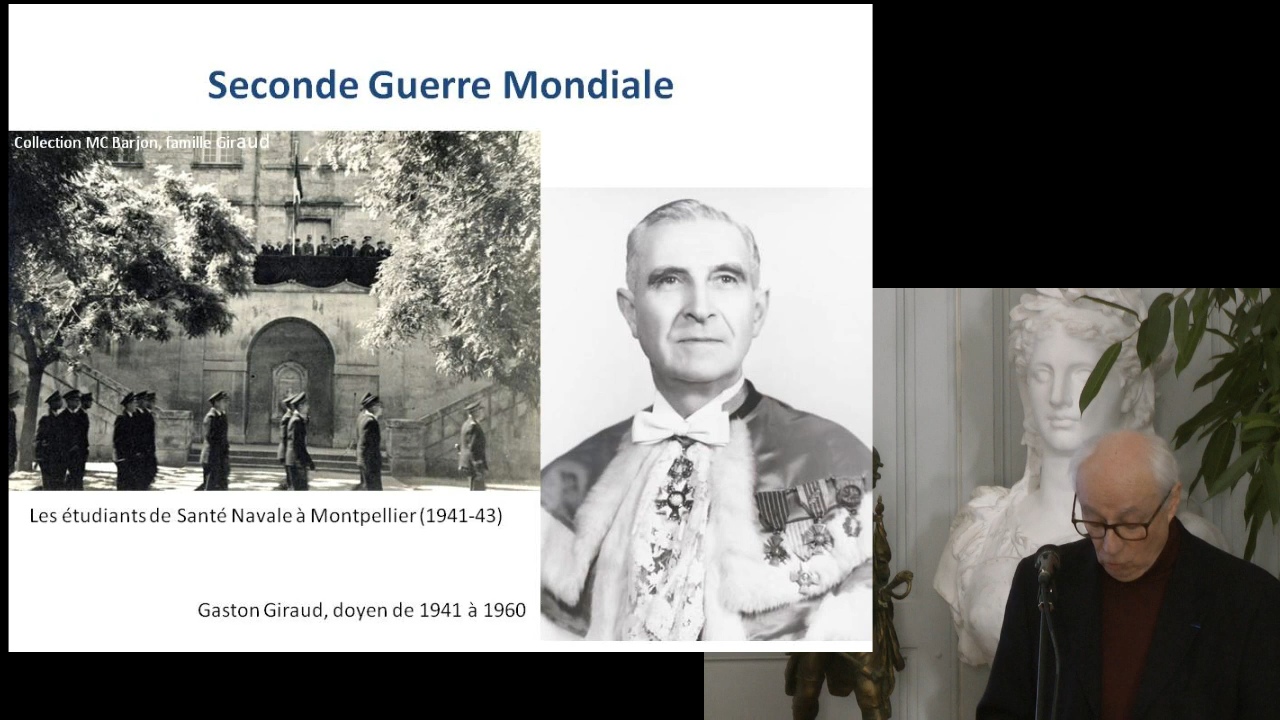 Seconde Guerre Mondiale
Collection MC Barjon, famille Giraud
Les étudiants de Santé Navale à Montpellier (1941-43)
Gaston Giraud, doyen de 1941 à 1960